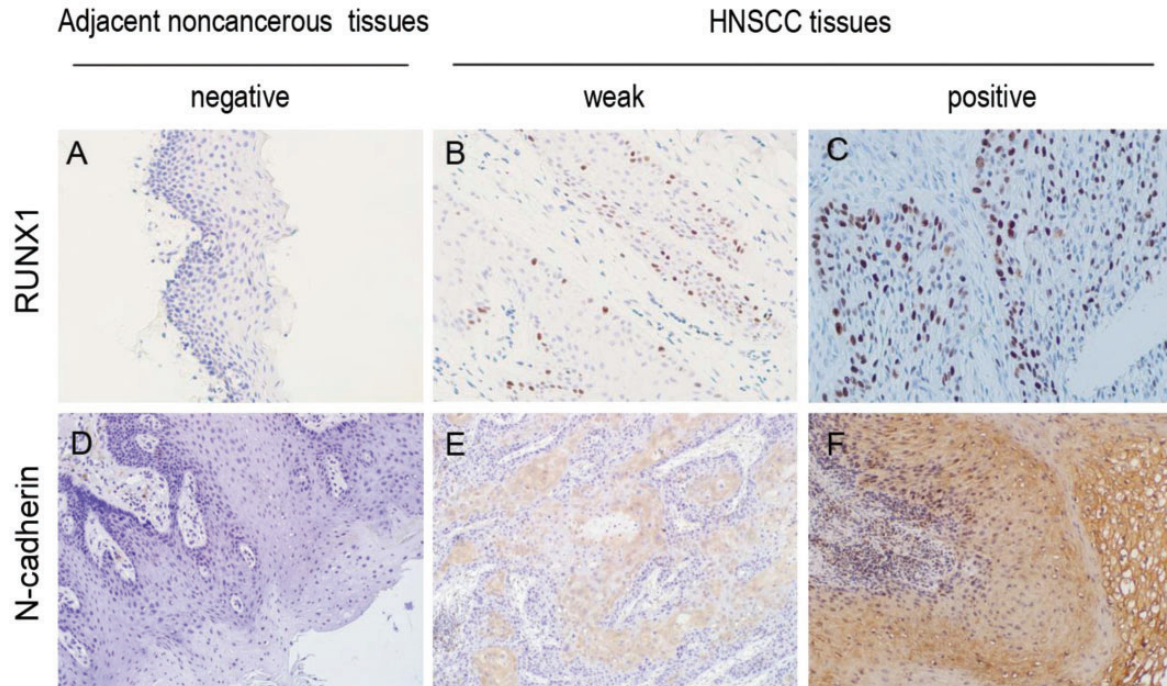 Adjacent noncancerous tissues
HNSCC tissues
negative
weak
positive
RUNX1
A
B
C
N-cadherin
D
E
F